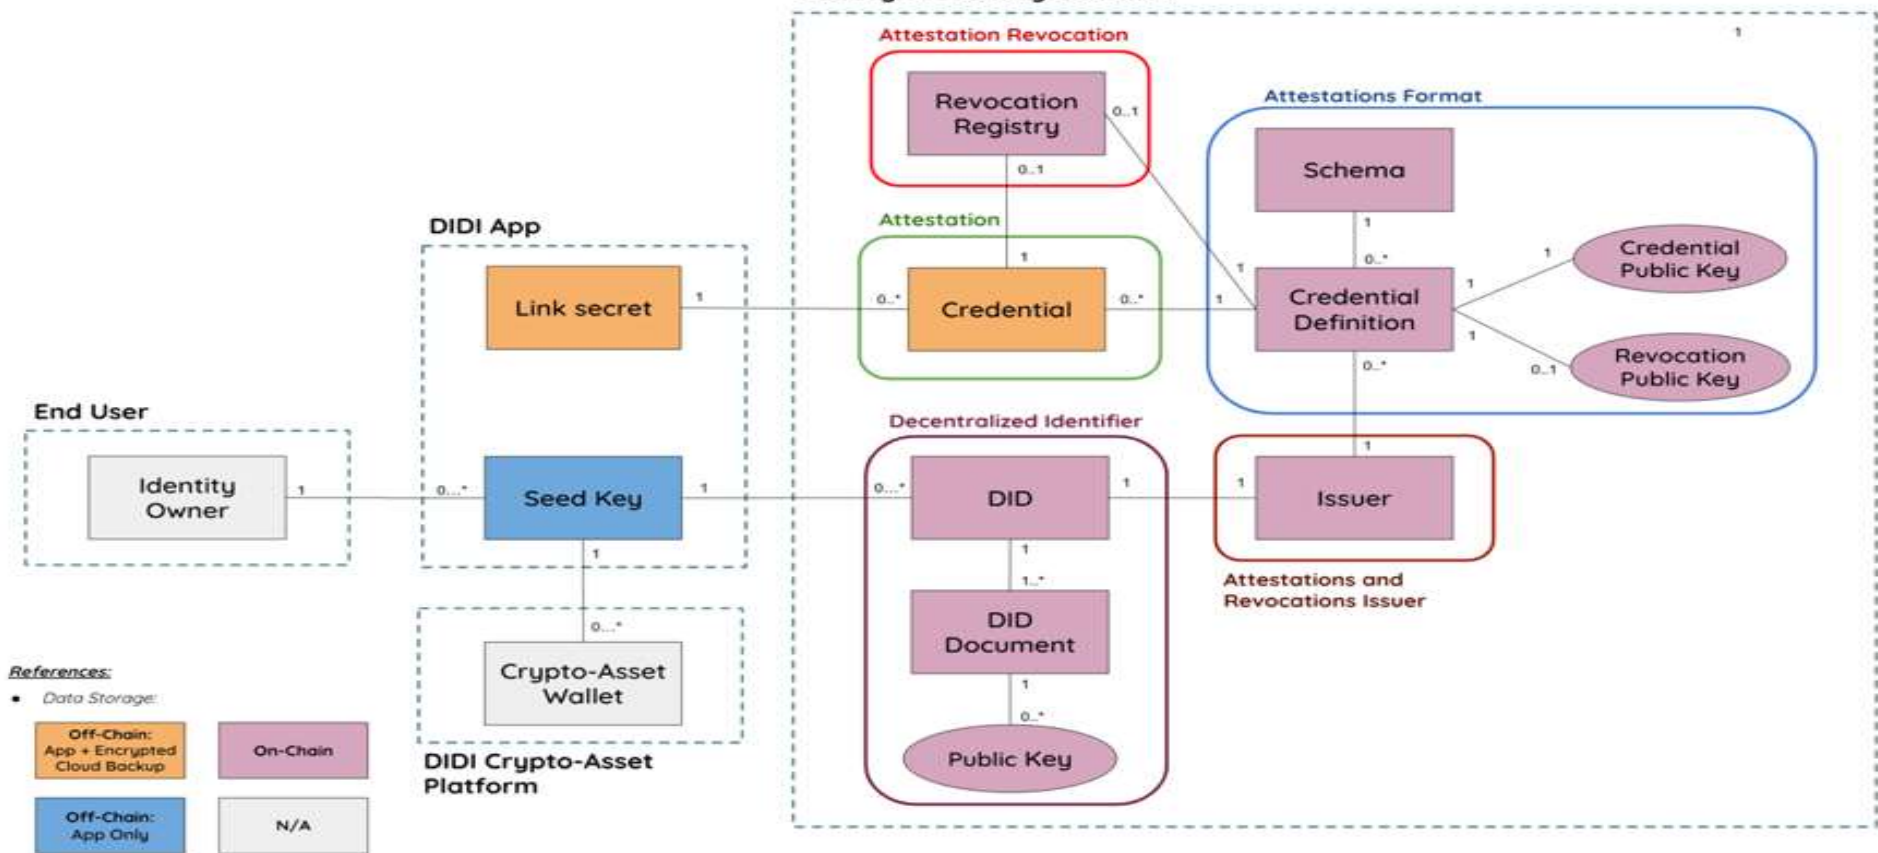 1
Attestation Revocation
Revocation
Registry
0..1
0..1
Attestations Format
Schema
1
0..*
Credential
Public Key
1
1
Credential
Definition
1
1
1
0..1
Revocation
Public Key
0..*
Attestation
1
Credential
0..*
0..*
DIDI App
Link secret
1
End User
Identity
Owner
1
0...*
Seed Key
1
0...*
Decentralized Identifier
DID
1
1
1
Issuer
Attestations and
Revocations Issuer
1
1..*
DID
Document
1
0..*
Public Key
1
0...*
Crypto-Asset
Wallet
DIDI Crypto-Asset
Platform
References:
• Data Storage:
Off-Chain:
App + Encrypted
Cloud Backup
On-Chain
Off-Chain:
App Only
N/A